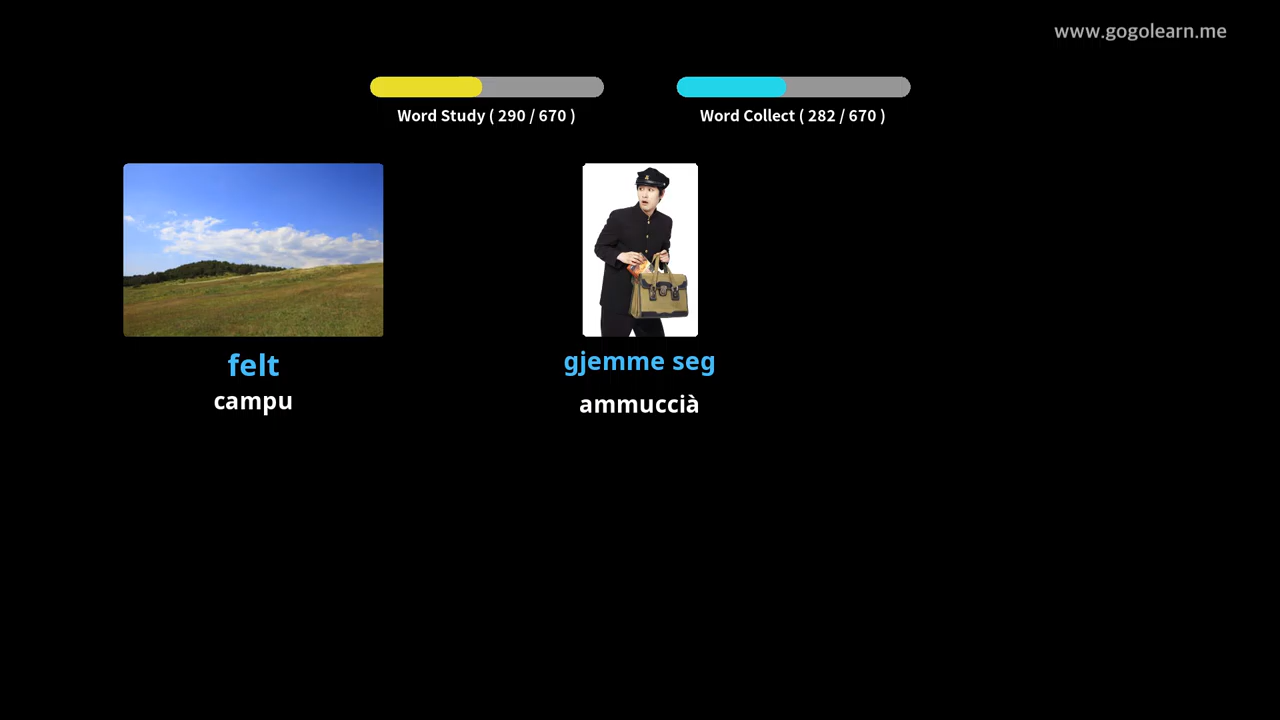 www.gogolearn.me
Word Study ( 290 / 670 )
Word Collect ( 282 / 670 )
felt
campu
gjemme seg
ammuccià